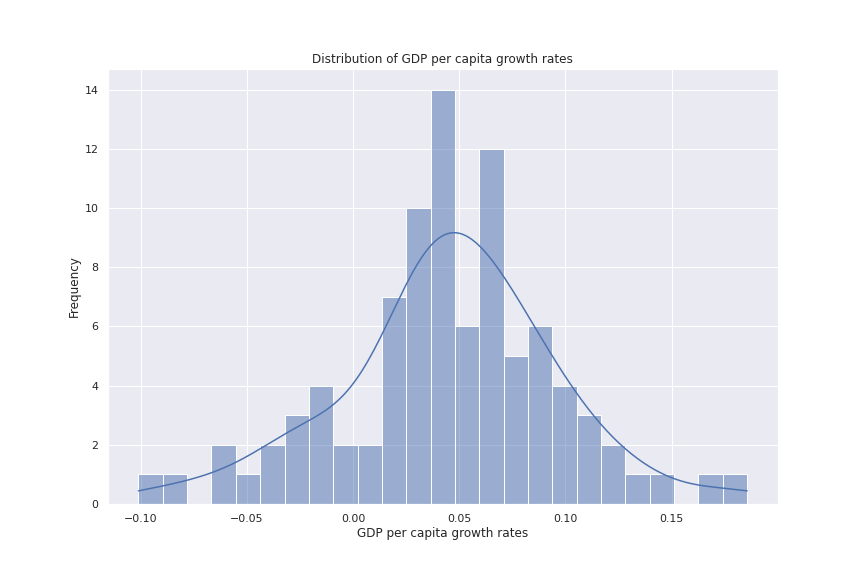 Distribution of GDP per capita growth rates
14
12
10
8
6
4
2
0
Frequency
−0.10 −0.05 0.00 0.05 0.10 0.15
GDP per capita growth rates